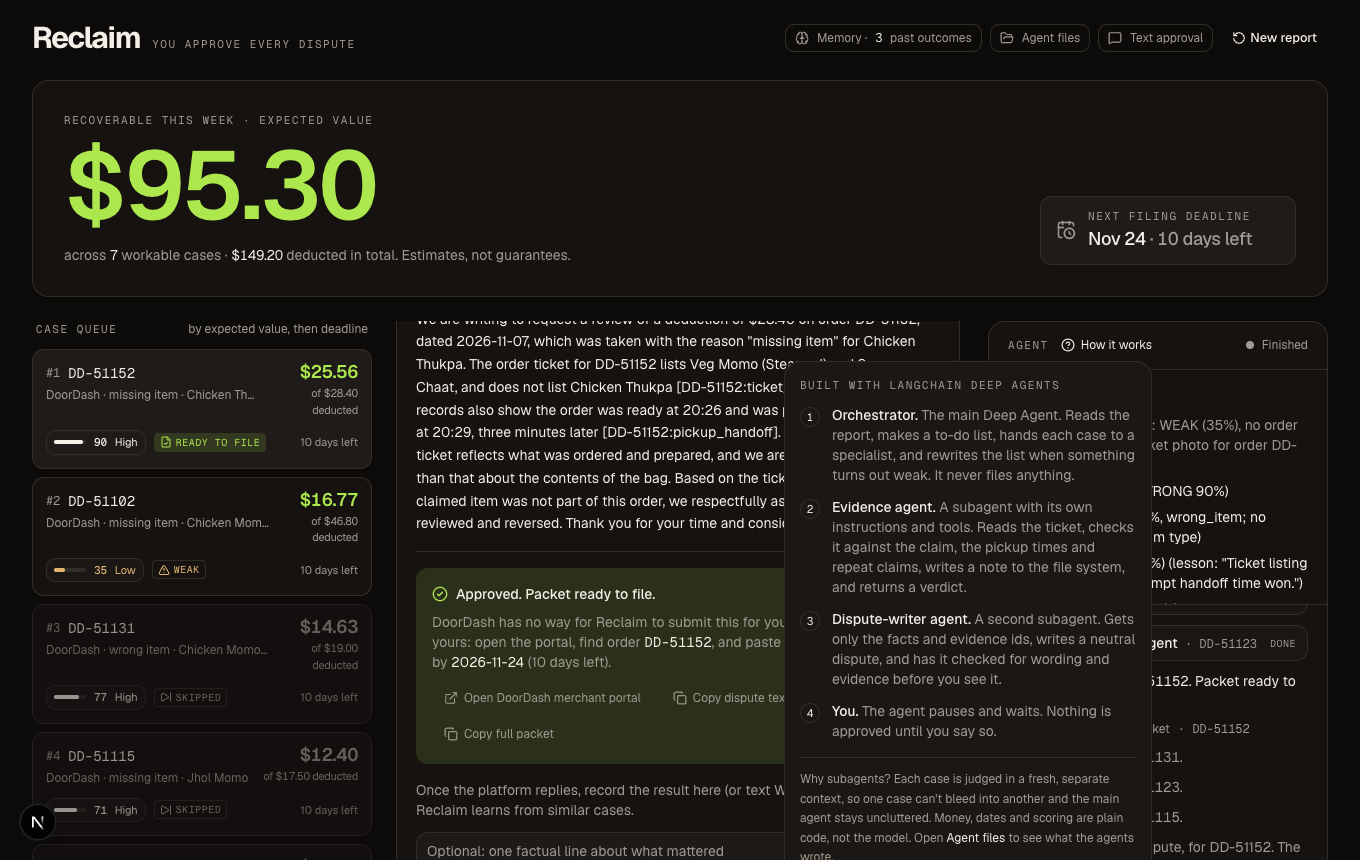 Reclaim YOU APPROVE EVERY DISPUTE
Memory · 3 past outcomes
Agent files
Text approval
New report
RECOVERABLE THIS WEEK · EXPECTED VALUE
$95.30
across 7 workable cases · $149.20 deducted in total. Estimates, not guarantees.
NEXT FILING DEADLINE
Nov 24 · 10 days left
CASE QUEUE by expected value, then deadline
#1 DD-51152 $25.56
DoorDash · missing item · Chicken Th… of $28.40
deducted
90 High READY TO FILE 10 days left
#2 DD-51102 $16.77
DoorDash · missing item · Chicken Mom… of $46.80
deducted
35 Low WEAK 10 days left
#3 DD-51131 $14.63
DoorDash · wrong item · Chicken Momo… of $19.00
deducted
77 High SKIPPED 10 days left
#4 DD-51115 $12.40
DoorDash · missing item · Jhol Momo of $17.50 deducted
71 High SKIPPED 10 days left
N
We are writing to request a review of a deduction of $28.40 on order DD-51152,
dated 2026-11-07, which was taken with the reason "missing item" for Chicken
Thukpa. The order ticket for DD-51152 lists Veg Momo
Chaat, and does not list Chicken Thukpa [DD-51152:ticket
records also show the order was ready at 20:26 and was
at 20:29, three minutes later [DD-51152:pickup_handoff].
ticket reflects what was ordered and prepared, and we are
than that about the contents of the bag. Based on the
claimed item was not part of this order, we respectfully
reviewed and reversed. Thank you for your time and
Approved. Packet ready to file.
DoorDash has no way for Reclaim to submit this for you
yours: open the portal, find order DD-51152, and paste
by 2026-11-24 (10 days left).
Open DoorDash merchant portal
Copy dispute
Copy full packet
Once the platform replies, record the result here (or text
Reclaim learns from similar cases.
Optional: one factual line about what mattered
AGENT How it works Finished
BUILT WITH LANGCHAIN DEEP AGENTS
1 Orchestrator. The main Deep Agent. Reads the
report, makes a to-do list, hands each case to a
specialist, and rewrites the list when something
turns out weak. It never files anything.
2 Evidence agent. A subagent with its own
instructions and tools. Reads the ticket, checks
it against the claim, the pickup times and
repeat claims, writes a note to the file system,
and returns a verdict.
3 Dispute-writer agent. A second subagent. Gets
only the facts and evidence ids, writes a neutral
dispute, and has it checked for wording and
evidence before you see it.
4 You. The agent pauses and waits. Nothing is
approved until you say so.
Why subagents? Each case is judged in a fresh, separate
context, so one case can't bleed into another and the main
agent stays uncluttered. Money, dates and scoring are plain
code, not the model. Open Agent files to see what the agents
wrote.
: WEAK (35%), no order
ket photo for order DD-
RONG 90%)
%, wrong_item; no
m type)
%) (lesson: "Ticket listing
mpt handoff time won.")
gent · DD-51123 DONE
51152. Packet ready to
ket · DD-51152
131.
123.
115.
pute, for DD-51152. The